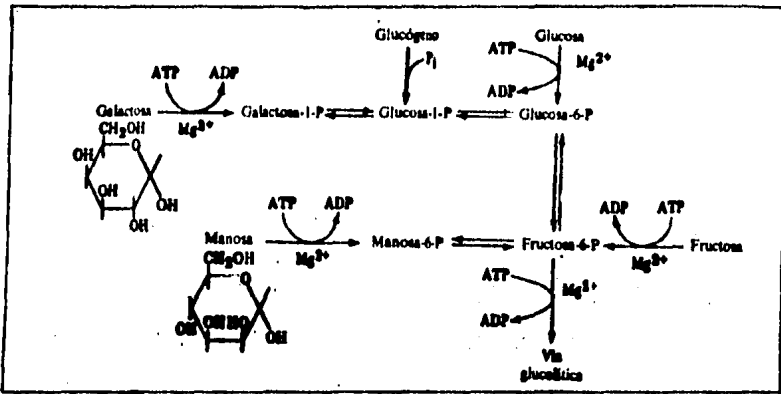 Glucógeno
Glucosa
ATP
Mg2+
Pi
ADP
ATP
ADP
Galactosa
Mg2+
Galactosa-1-P
Glucosa-1-P
Glucosa-6-P
CH2OH
O
OH
OH
OH
OH
ATP
ADP
ADP
ATP
Manosa
Mg2+
Manosa-6-P
Fructosa-6-P
Mg2+
Fructosa
CH2OH
O
OH
OH
HO
OH
ATP
Mg2+
ADP
Vía
glucolítica